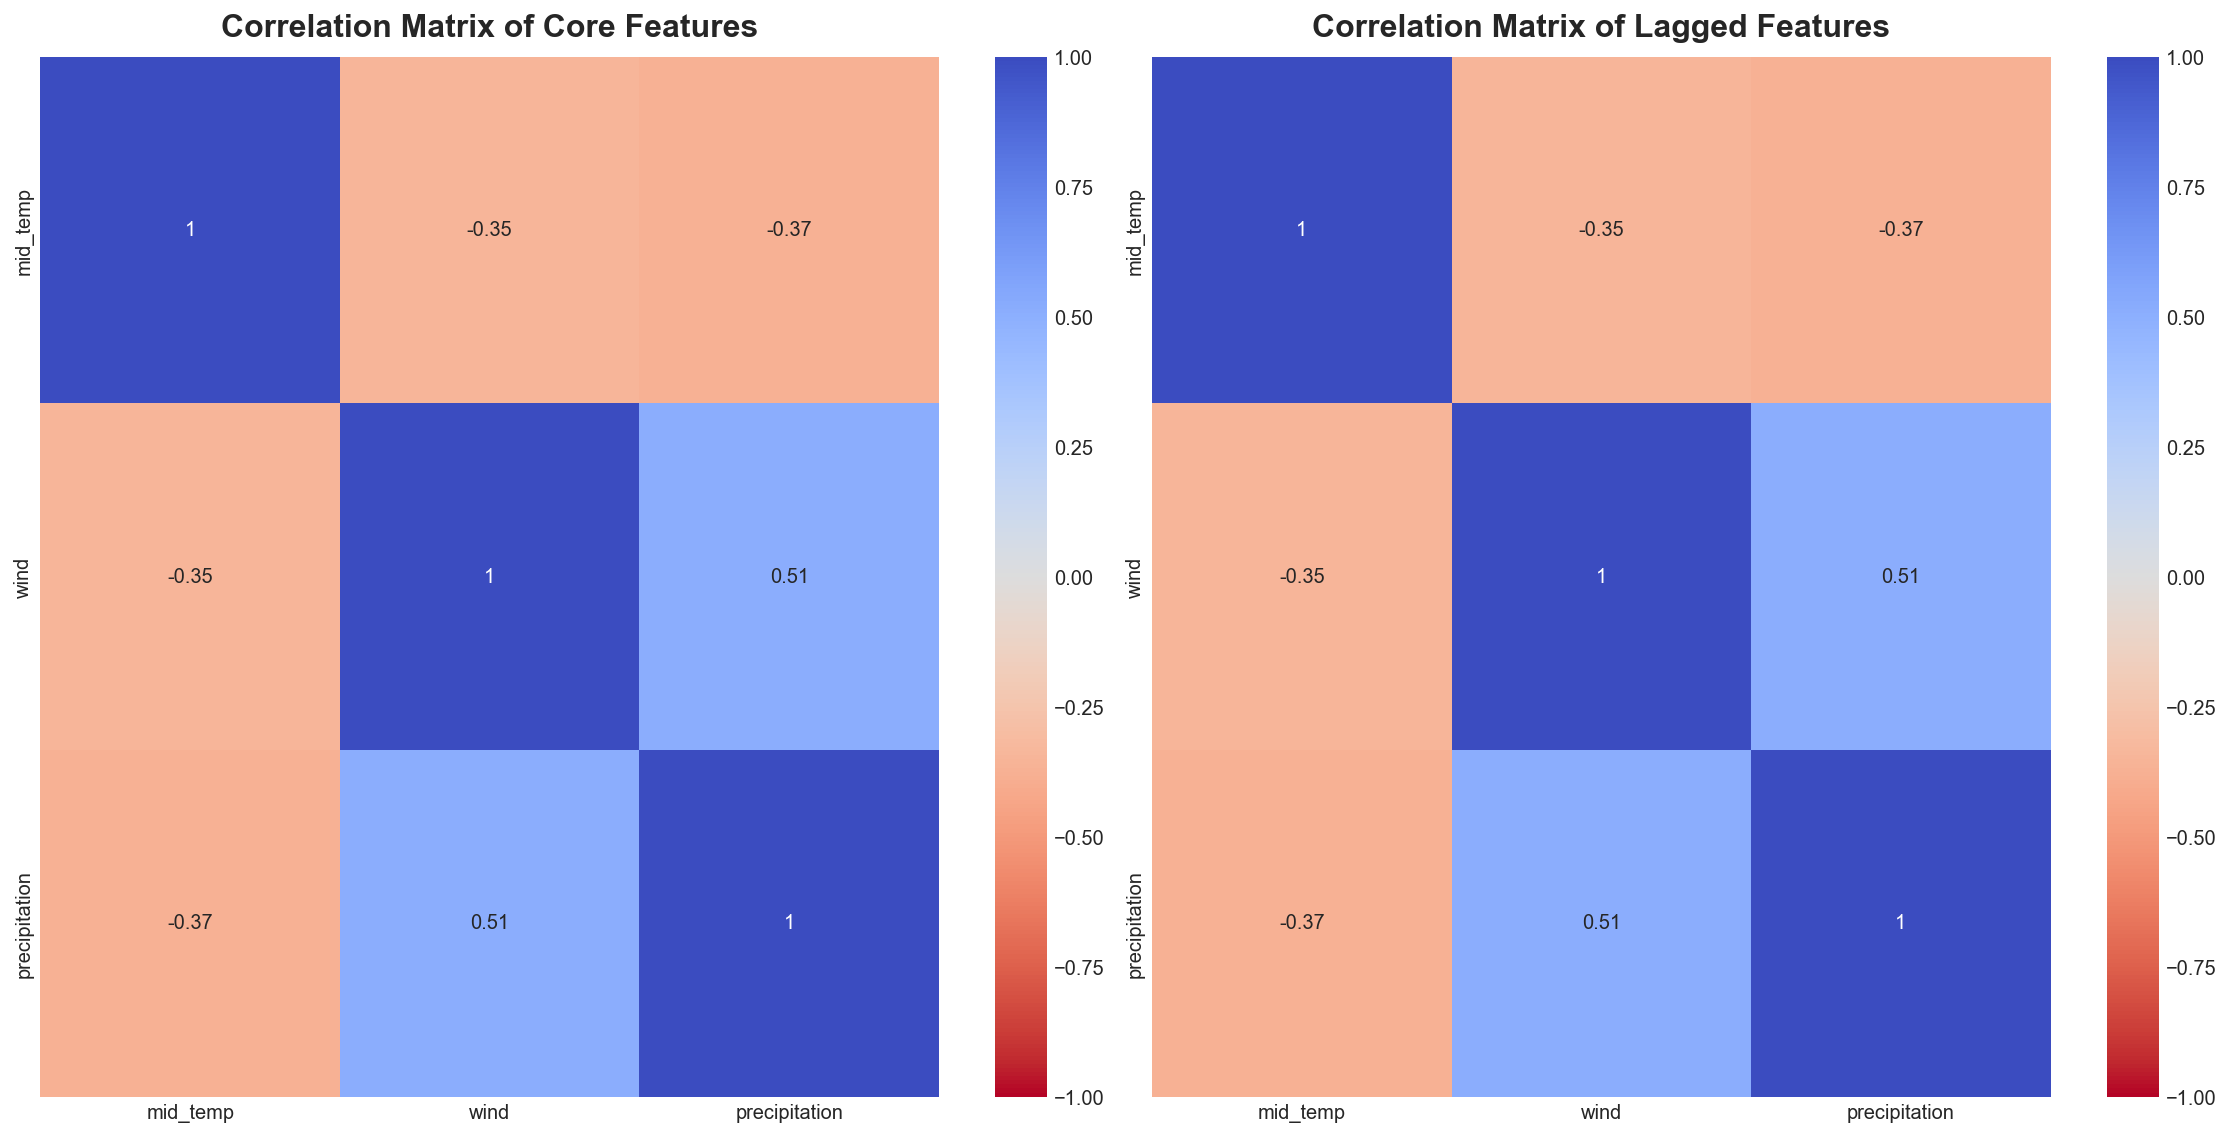 Correlation Matrix of Core Features
mid_temp
1
-0.35
-0.37
wind
-0.35
1
0.51
precipitation
-0.37
0.51
1
mid_temp
wind
precipitation
1.00
0.75
0.50
0.25
0.00
−0.25
−0.50
−0.75
−1.00
Correlation Matrix of Lagged Features
mid_temp
1
-0.35
-0.37
wind
-0.35
1
0.51
precipitation
-0.37
0.51
1
mid_temp
wind
precipitation
1.00
0.75
0.50
0.25
0.00
−0.25
−0.50
−0.75
−1.00